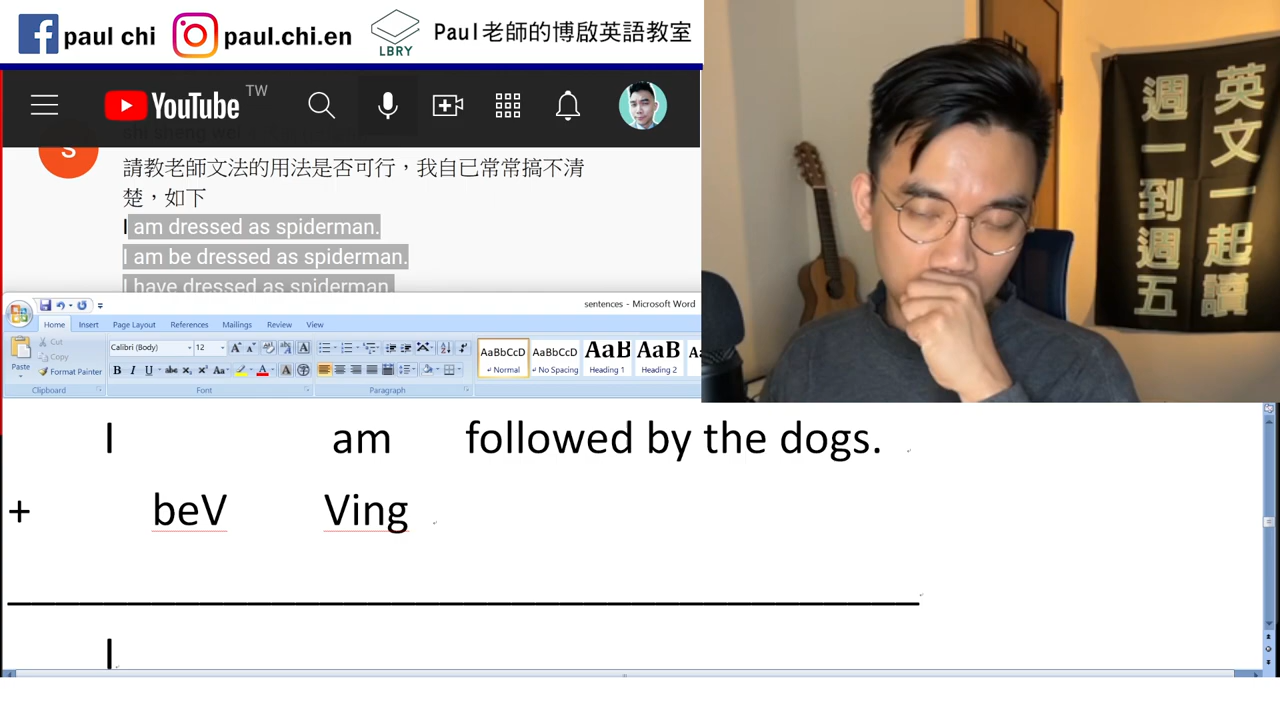 paul chi
paul.chi.en
LBRY
Paul老師的博啟英語教室
YouTube TW
chi sheng wei
S
請教老師文法的用法是否可行，我自已常常搞不清
楚，如下
I am dressed as spiderman.
I am be dressed as spiderman.
I have dressed as spiderman
sentences - Microsoft Word
Home Insert Page Layout References Mailings Review View
Paste
Cut
Copy
Format Painter
Calibri (Body) 12
AaBbCcD AaBbCcD AaBb AaB
Normal No Spacing Heading 1 Heading 2
Clipboard Font Paragraph
英文一起讀
週一到週五
I am followed by the dogs.
+ beV Ving
I